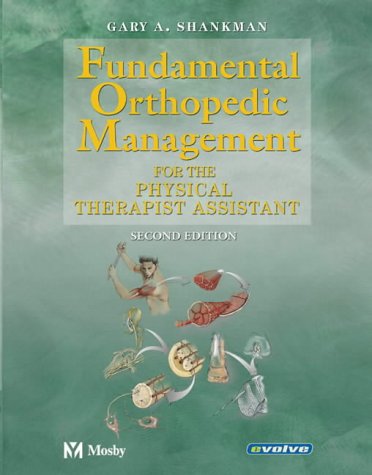 GARY A. SHANKMAN
Fundamental
Orthopedic
Management
FOR THE
PHYSICAL
THERAPIST ASSISTANT
SECOND EDITION
M Mosby
evolve